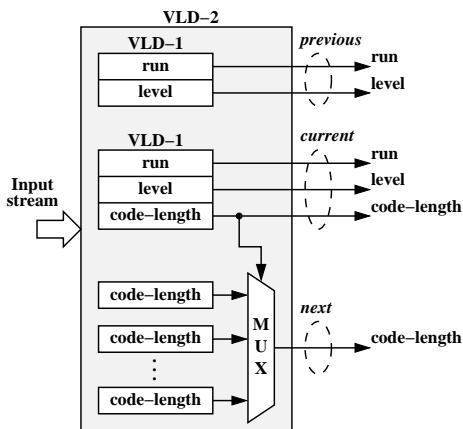 VLD−2
VLD−1
run
level
previous
run
level
VLD−1
run
level
code−length
current
run
level
code−length
Input
stream
code−length
code−length
code−length
M
U
X
next
code−length